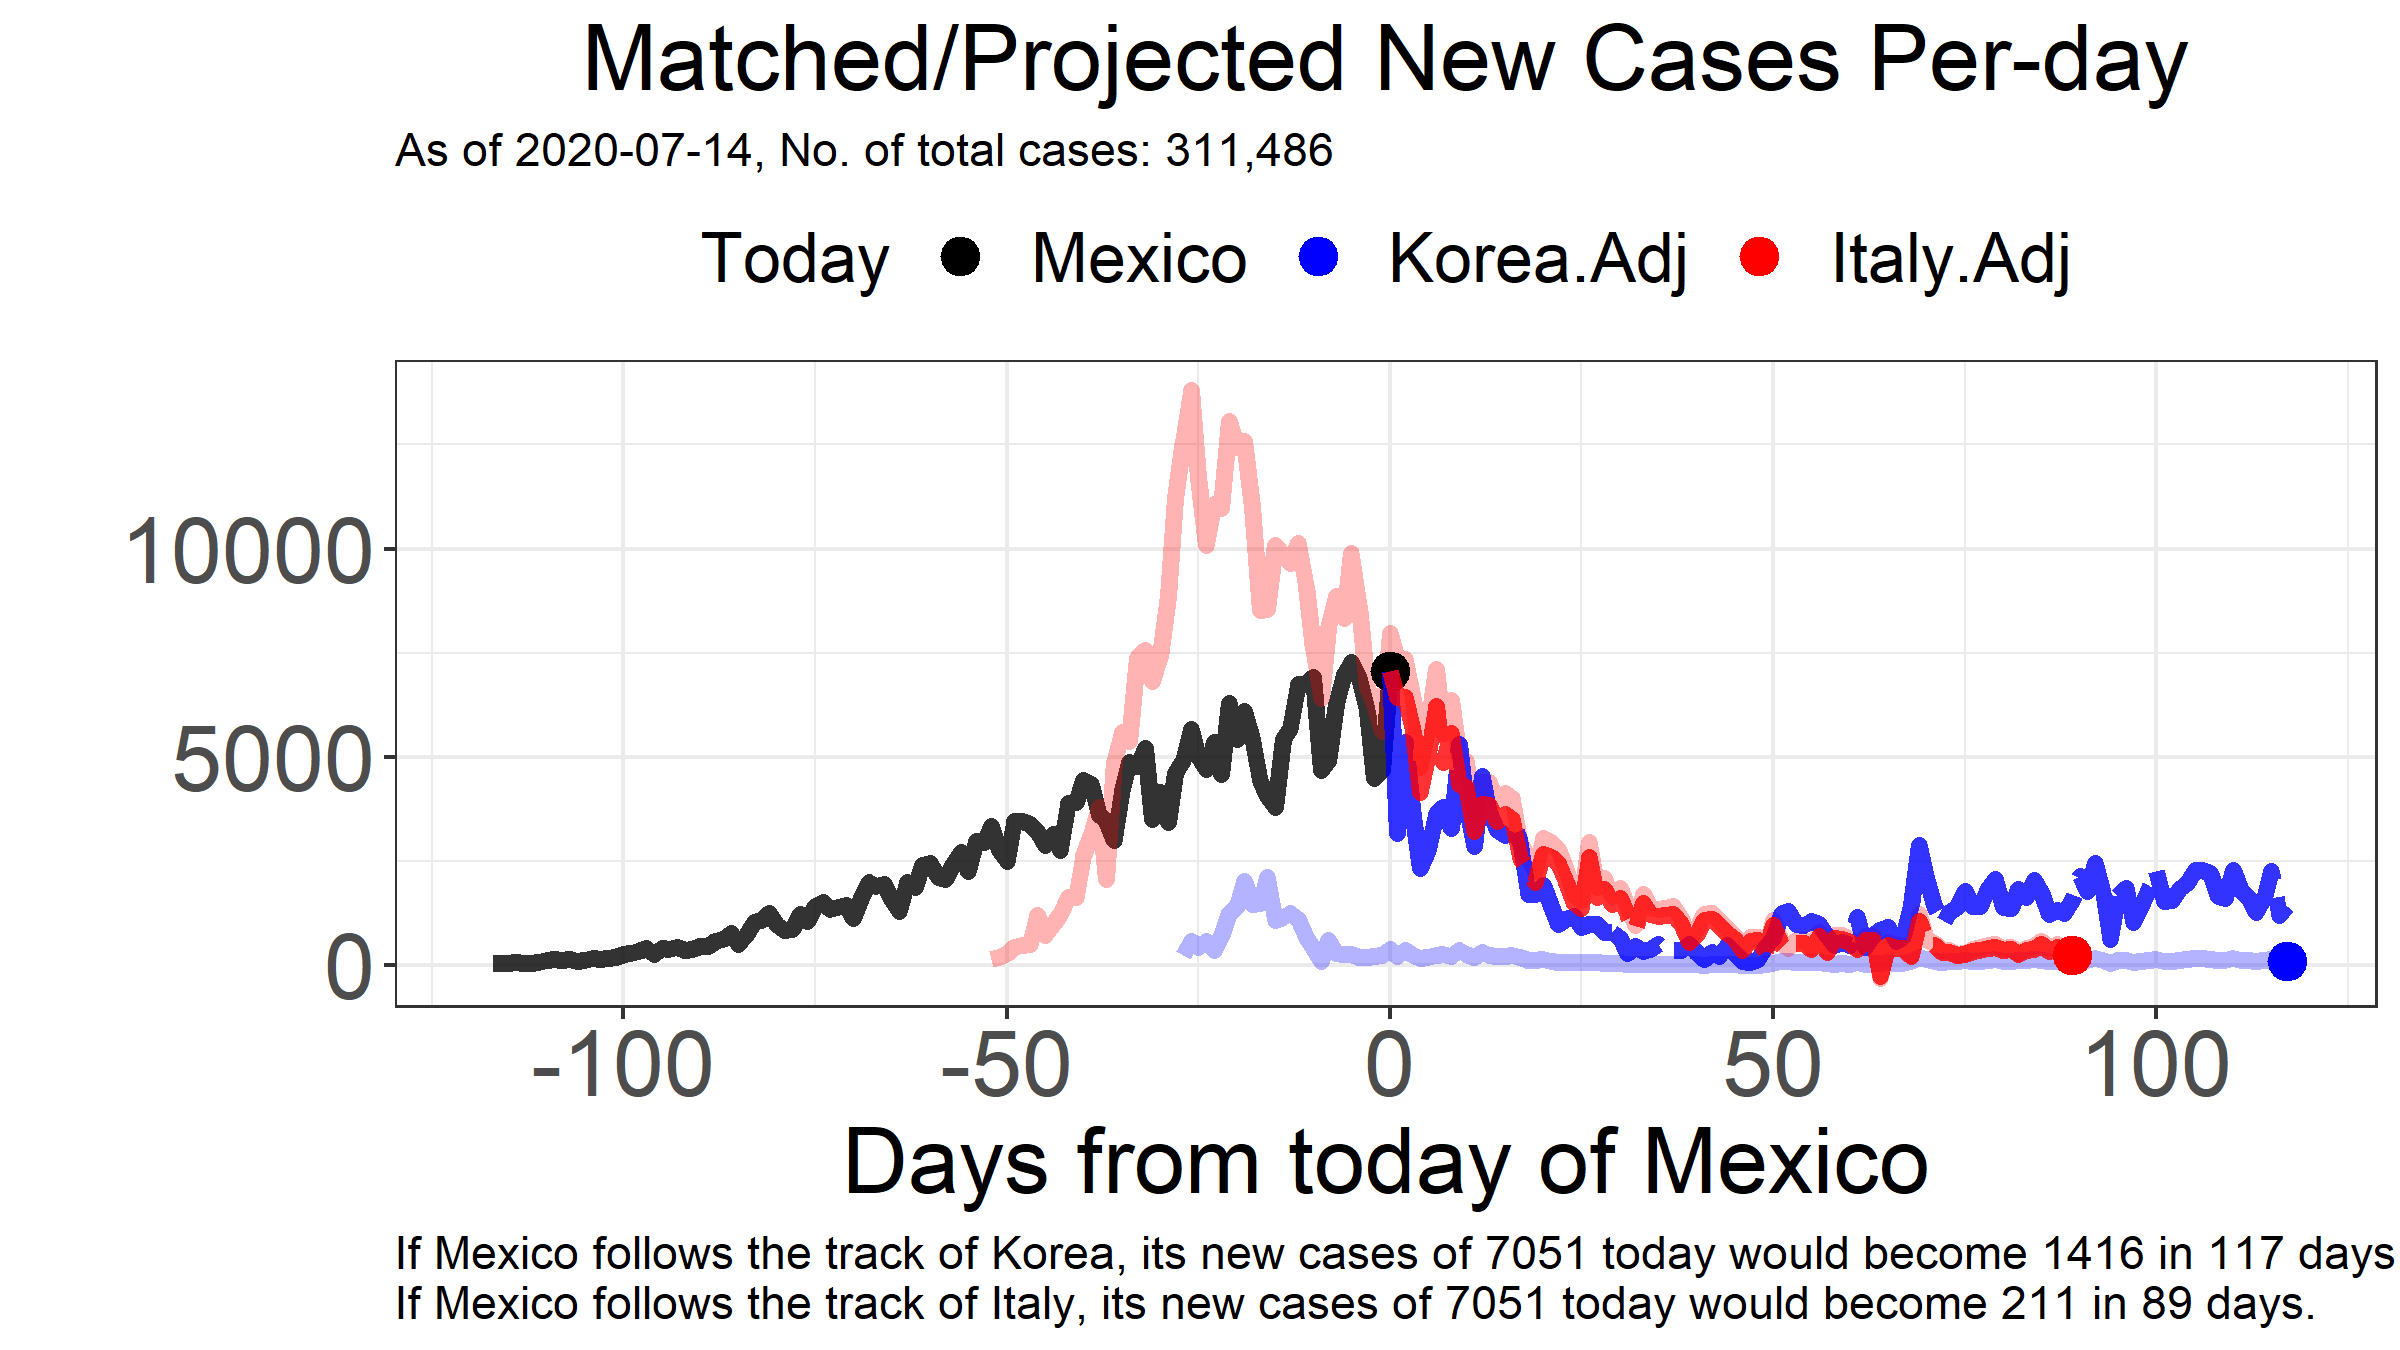 Matched/Projected New Cases Per-day
As of 2020-07-14, No. of total cases: 311,486
Today Mexico Korea.Adj Italy.Adj
10000
5000
0
-100 -50 0 50 100
Days from today of Mexico
If Mexico follows the track of Korea, its new cases of 7051 today would become 1416 in 117 days
If Mexico follows the track of Italy, its new cases of 7051 today would become 211 in 89 days.